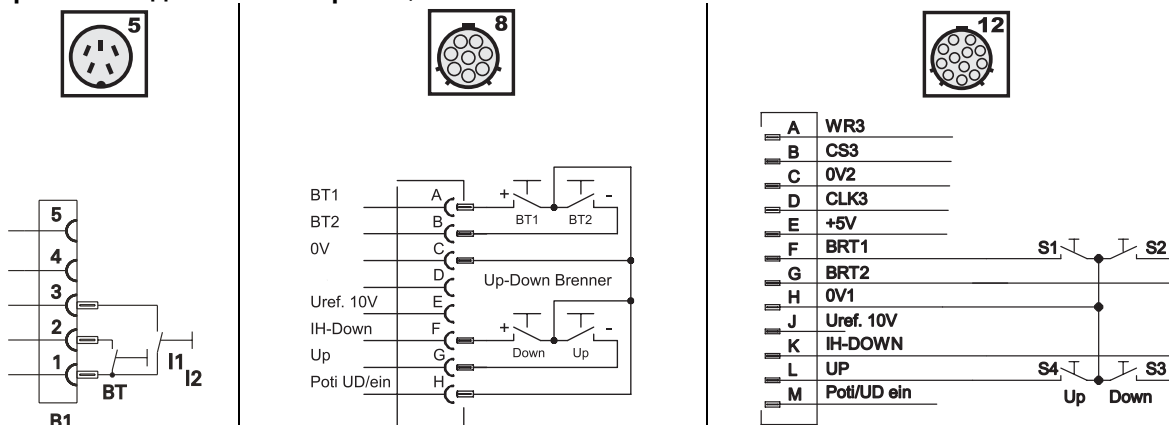 5
5
4
3
2
1
BT
I1
I2
B1
8
BT1
BT2
0V
Uref. 10V
IH-Down
Up
Poti UD/ein
A
B
C
D
E
F
G
H
+ BT1 BT2 -
Up-Down Brenner
+ Down Up -
12
A WR3
B CS3
C 0V2
D CLK3
E +5V
F BRT1
G BRT2
H 0V1
J Uref. 10V
K IH-DOWN
L UP
M Poti/UD ein
S1 S2
S4 S3
Up Down